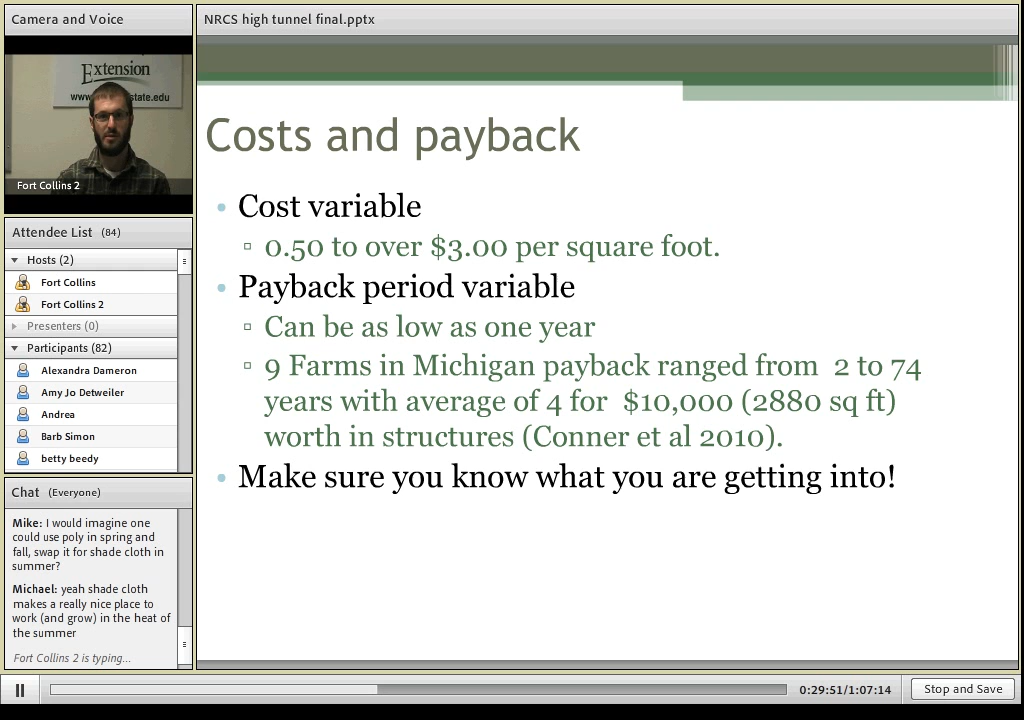 Camera and Voice
Extension
www. state.edu
Fort Collins 2
Attendee List (84)
Hosts (2)
Fort Collins
Fort Collins 2
Presenters (0)
Participants (82)
Alexandra Dameron
Amy Jo Detweiler
Andrea
Barb Simon
betty beedy
Chat (Everyone)
Mike: I would imagine one
could use poly in spring and
fall, swap it for shade cloth in
summer?
Michael: yeah shade cloth
makes a really nice place to
work (and grow) in the heat of
the summer
Fort Collins 2 is typing...
NRCS high tunnel final.pptx
Costs and payback
• Cost variable
▫ 0.50 to over $3.00 per square foot.
• Payback period variable
▫ Can be as low as one year
▫ 9 Farms in Michigan payback ranged from 2 to 74
years with average of 4 for $10,000 (2880 sq ft)
worth in structures (Conner et al 2010).
• Make sure you know what you are getting into!
0:29:51/1:07:14
Stop and Save